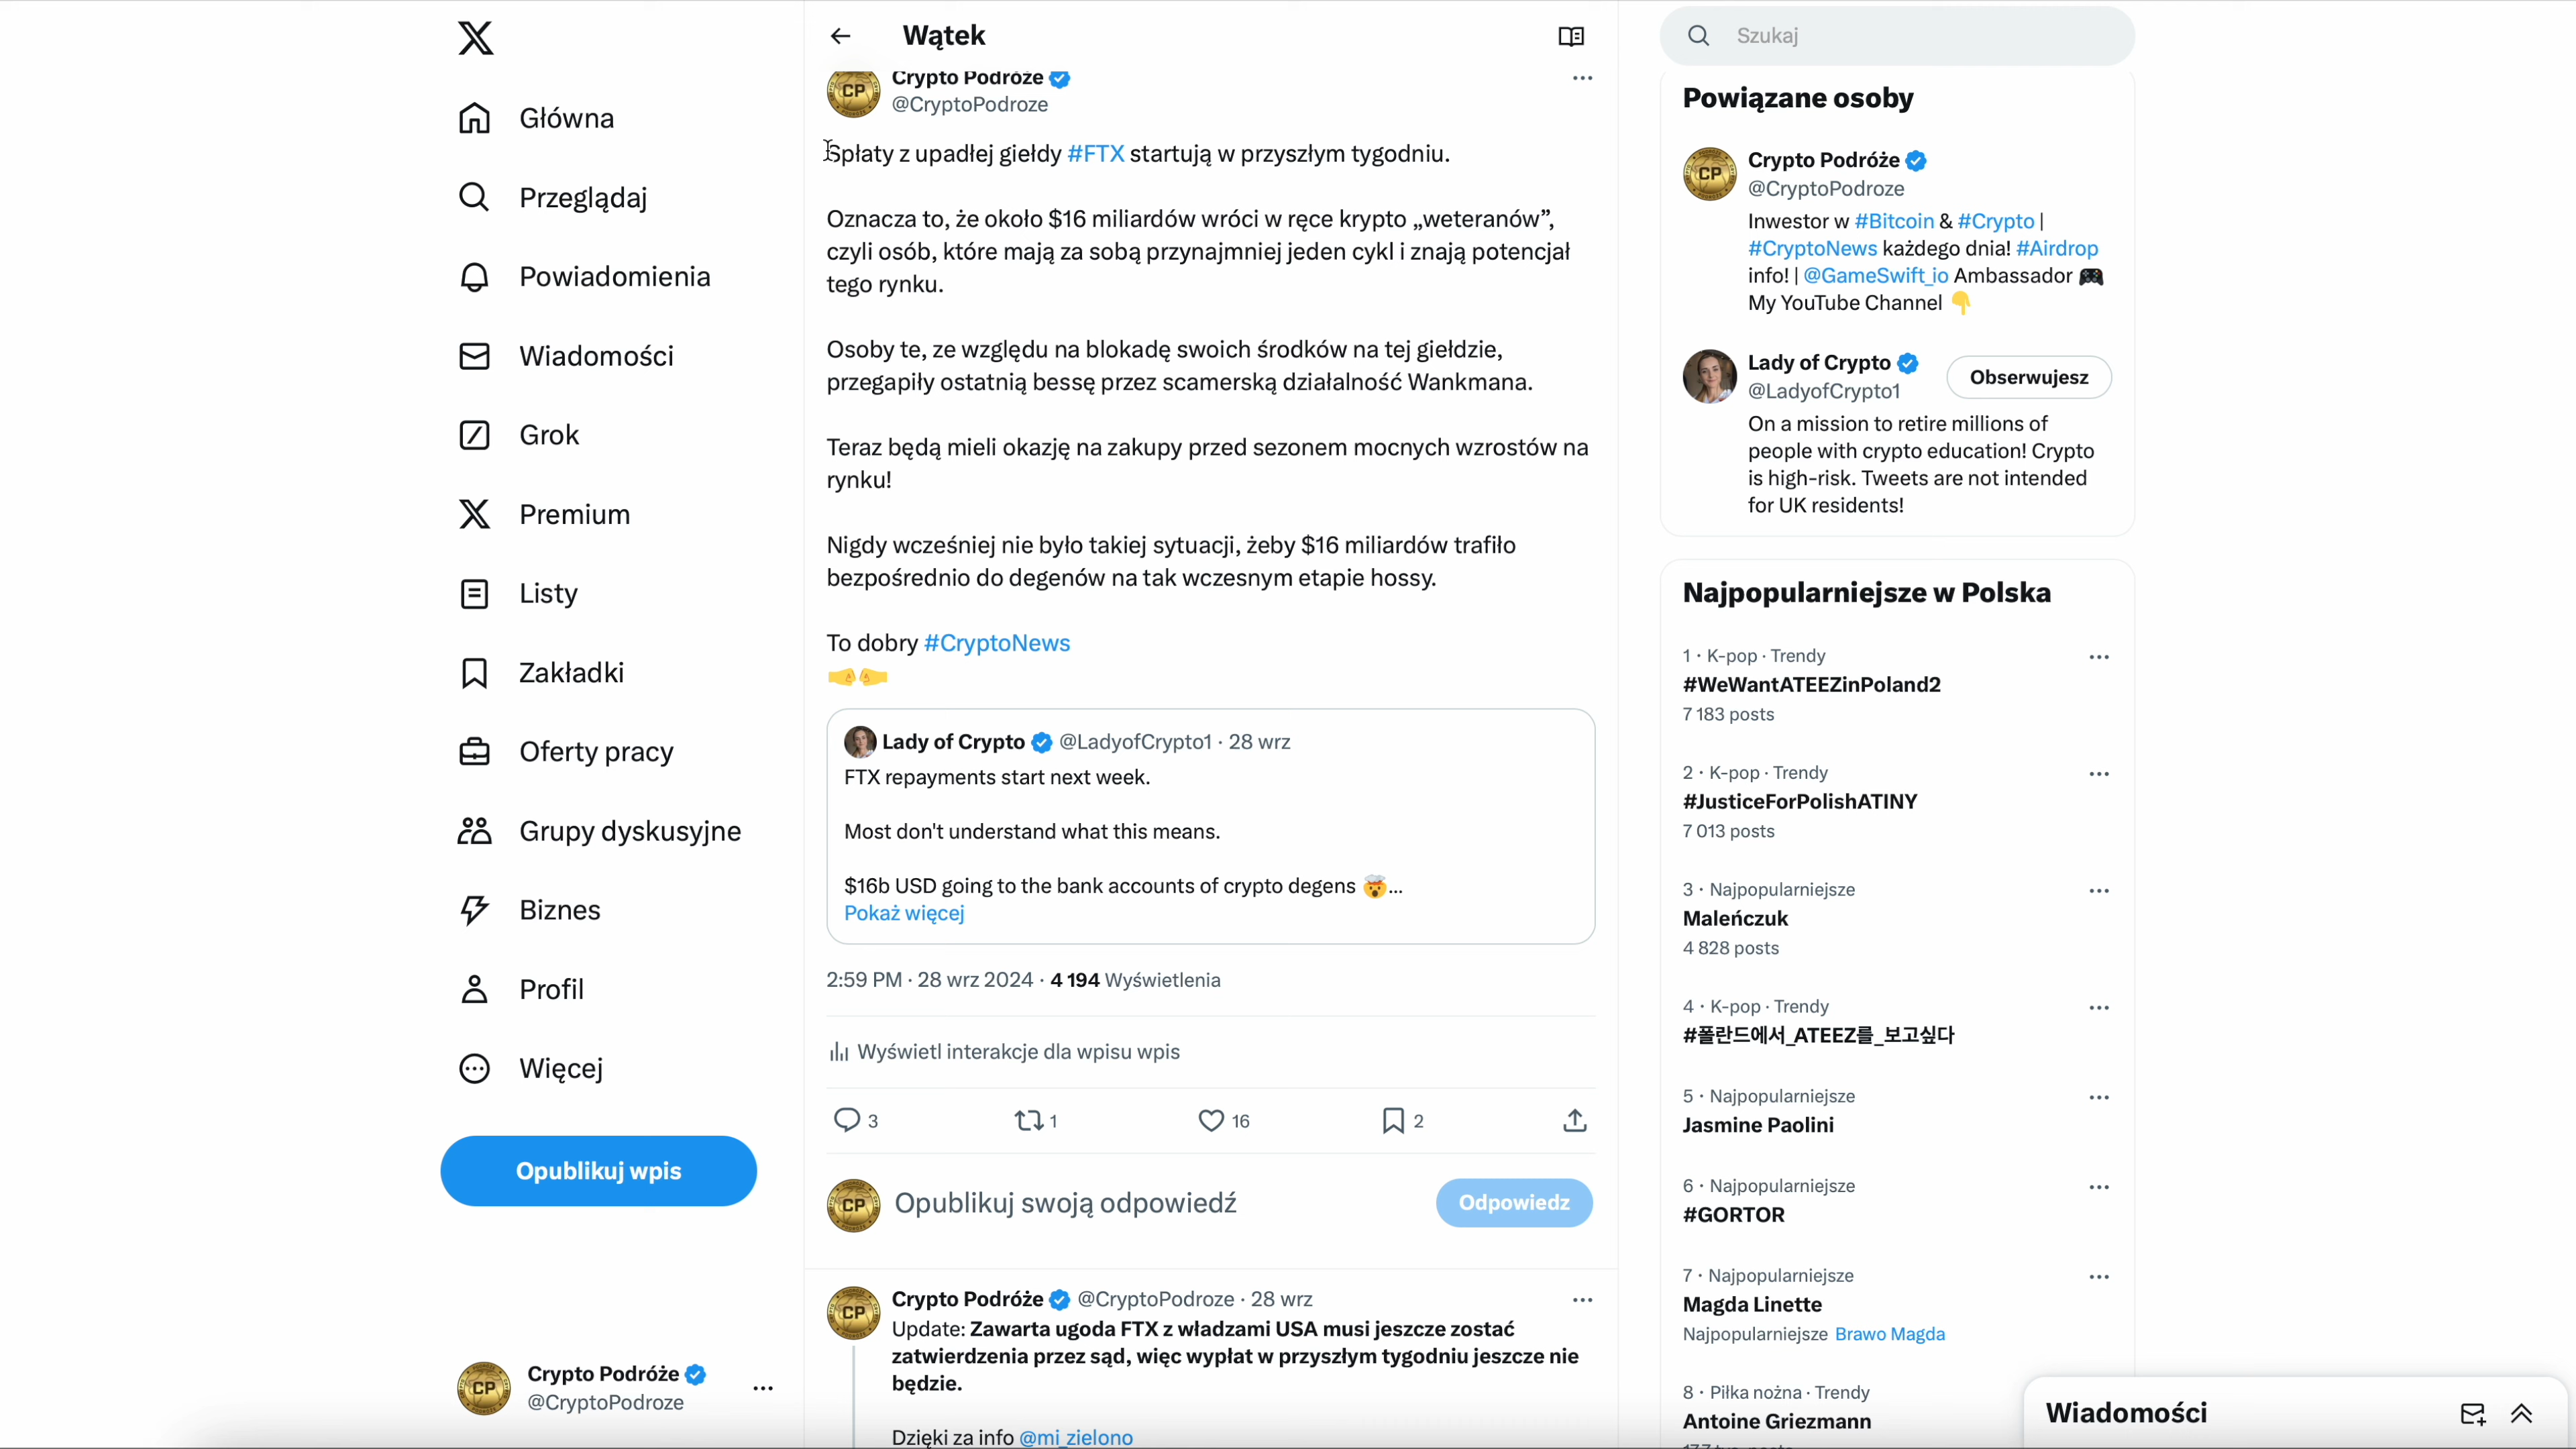 Główna
Przeglądaj
Powiadomienia
Wiadomości
Grok
Premium
Listy
Zakładki
Oferty pracy
Grupy dyskusyjne
Biznes
Profil
Więcej
Opublikuj wpis
CP
Crypto Podróże
@CryptoPodroze
Wątek
CP
Crypto Podróże
@CryptoPodroze
Spłaty z upadłej giełdy #FTX startują w przyszłym tygodniu.
Oznacza to, że około $16 miliardów wróci w ręce krypto „weteranów”,
czyli osób, które mają za sobą przynajmniej jeden cykl i znają potencjał
tego rynku.
Osoby te, ze względu na blokadę swoich środków na tej giełdzie,
przegapiły ostatnią bessę przez scamerską działalność Wankmana.
Teraz będą mieli okazję na zakupy przed sezonem mocnych wzrostów na
rynku!
Nigdy wcześniej nie było takiej sytuacji, żeby $16 miliardów trafiło
bezpośrednio do degenów na tak wczesnym etapie hossy.
To dobry #CryptoNews
🤜🤛
Lady of Crypto @LadyofCrypto1 · 28 wrz
FTX repayments start next week.
Most don't understand what this means.
$16b USD going to the bank accounts of crypto degens 🤯...
Pokaż więcej
2:59 PM · 28 wrz 2024 · 4 194 Wyświetlenia
Wyświetl interakcje dla wpisu wpis
3 1 16 2
CP
Opublikuj swoją odpowiedź
Odpowiedz
CP
Crypto Podróże @CryptoPodroze · 28 wrz
Update: Zawarta ugoda FTX z władzami USA musi jeszcze zostać
zatwierdzenia przez sąd, więc wypłat w przyszłym tygodniu jeszcze nie
będzie.
Dzięki za info @mi_zielono
Szukaj
Powiązane osoby
CP
Crypto Podróże
@CryptoPodroze
Inwestor w #Bitcoin & #Crypto |
#CryptoNews każdego dnia! #Airdrop
info! | @GameSwift_io Ambassador 🎮
My YouTube Channel 👇
Lady of Crypto
@LadyofCrypto1
Obserwujesz
On a mission to retire millions of
people with crypto education! Crypto
is high-risk. Tweets are not intended
for UK residents!
Najpopularniejsze w Polska
1 · K-pop · Trendy
#WeWantATEEZinPoland2
7 183 posts
2 · K-pop · Trendy
#JusticeForPolishATINY
7 013 posts
3 · Najpopularniejsze
Maleńczuk
4 828 posts
4 · K-pop · Trendy
#폴란드에서_ATEEZ를_보고싶다
5 · Najpopularniejsze
Jasmine Paolini
6 · Najpopularniejsze
#GORTOR
7 · Najpopularniejsze
Magda Linette
Najpopularniejsze Brawo Magda
8 · Piłka nożna · Trendy
Antoine Griezmann
Wiadomości